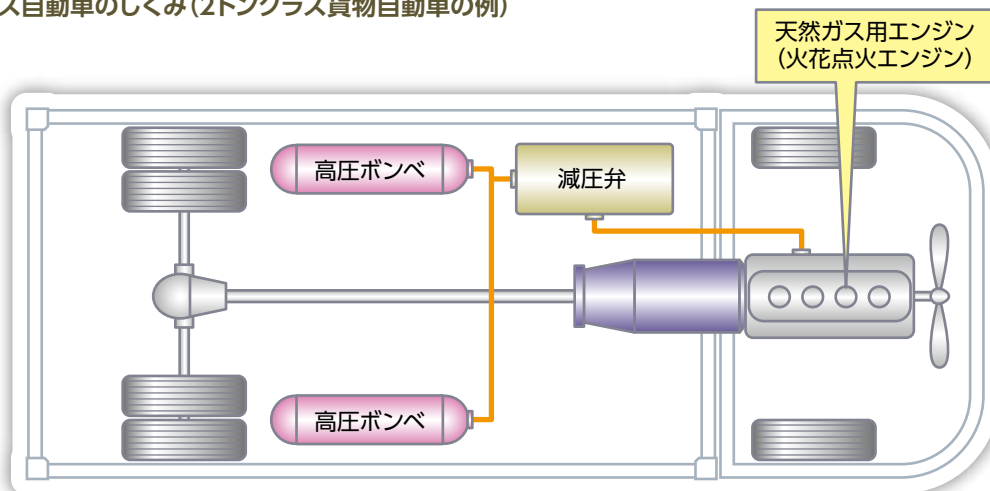 ス自動車のしくみ（2トンクラス貨物自動車の例）
天然ガス用エンジン
（火花点火エンジン）
高圧ボンベ
減圧弁
高圧ボンベ